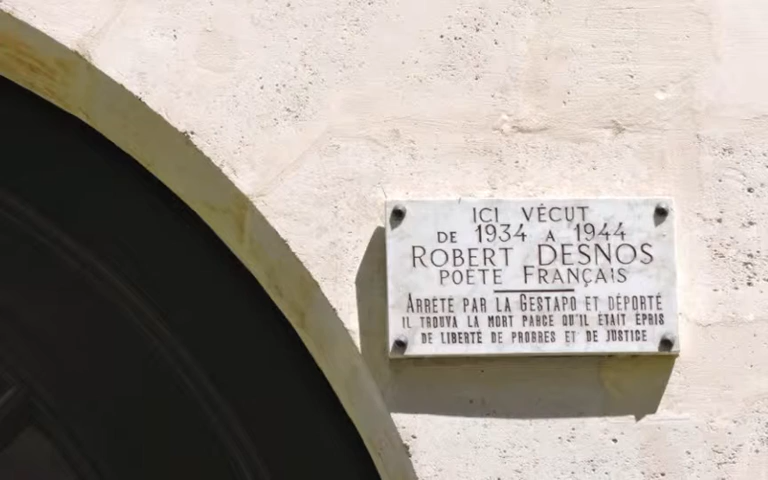 ICI VÉCUT
DE 1934 A 1944
ROBERT DESNOS
POÈTE FRANÇAIS
ARRÊTÉ PAR LA GESTAPO ET DÉPORTÉ
IL TROUVA LA MORT PARCE QU'IL ÉTAIT ÉPRIS
DE LIBERTÉ DE PROGRES ET DE JUSTICE